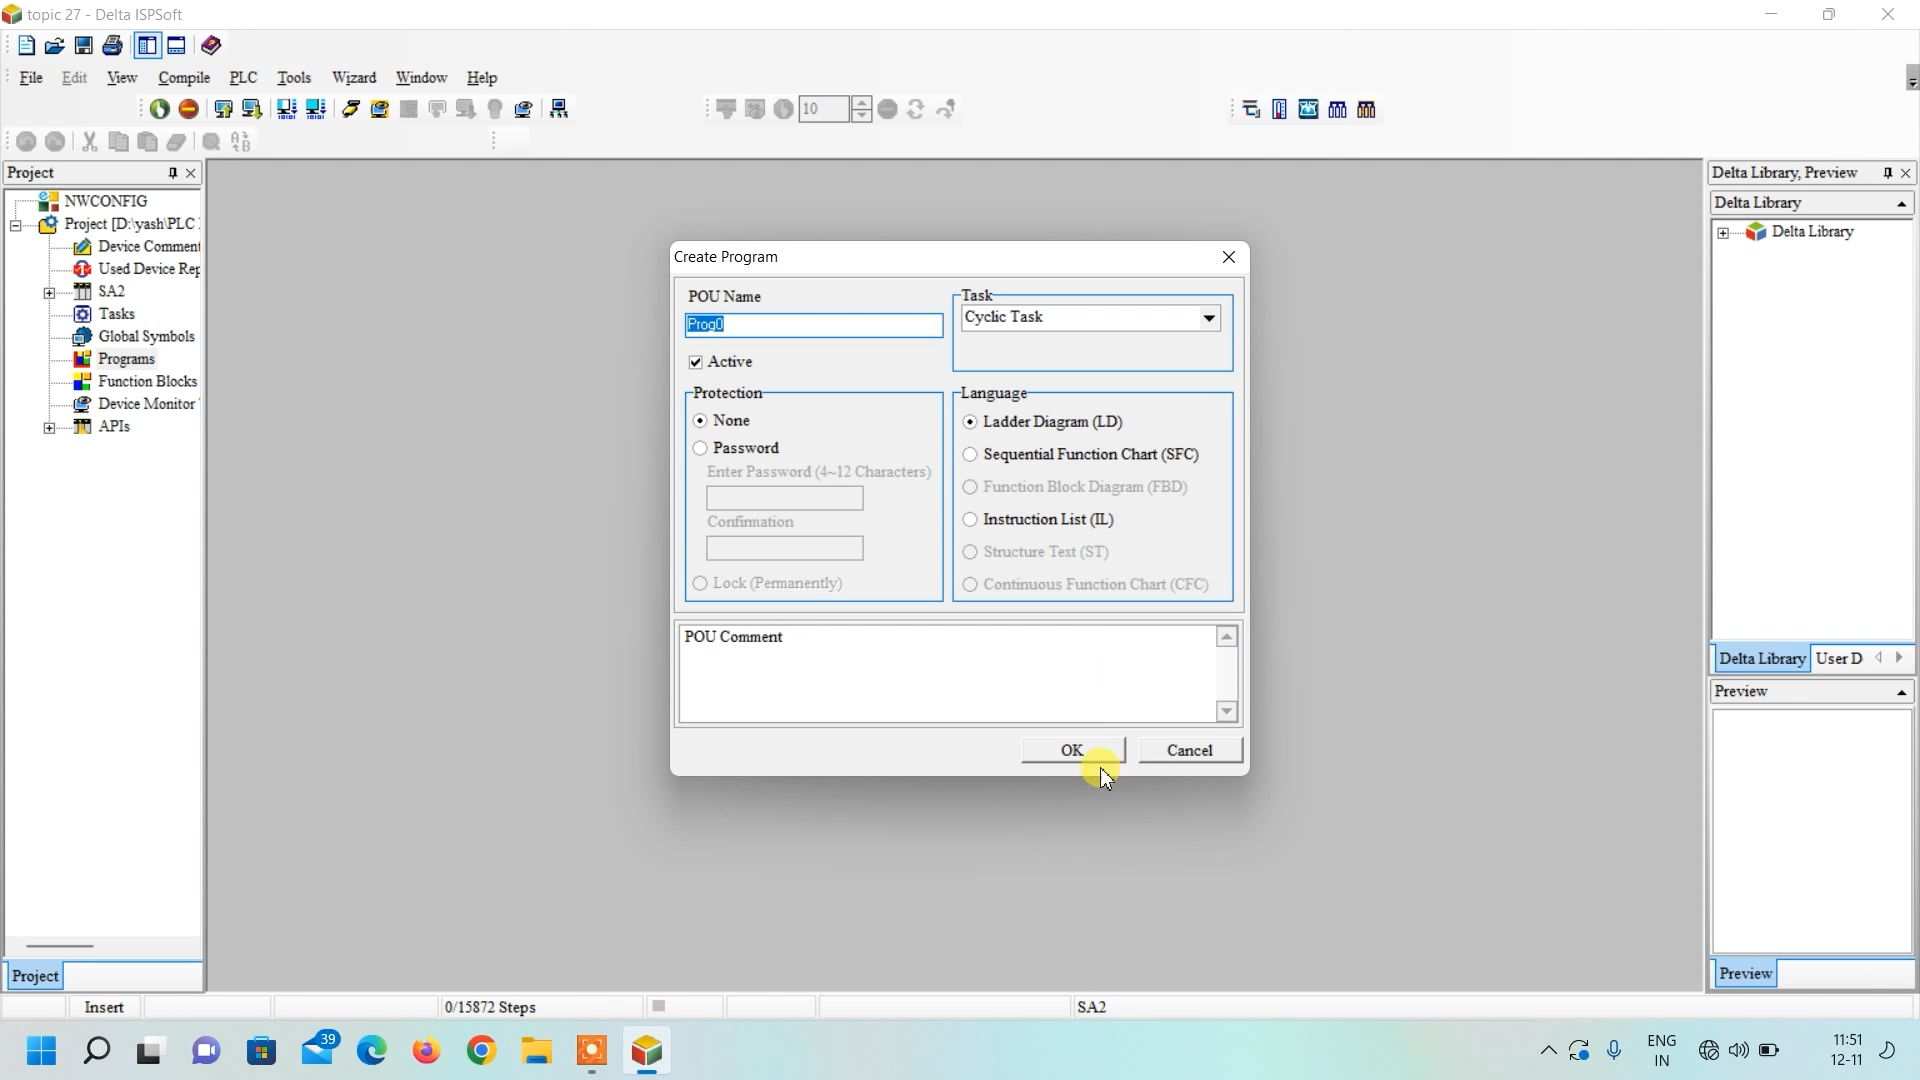 topic 27 - Delta ISPSoft
File Edit View Compile PLC Tools Wizard Window Help
10
Project
NWCONFIG
Project [D:\yash\PLC
Device Comment
Used Device Rep
SA2
Tasks
Global Symbols
Programs
Function Blocks
Device Monitor
APIs
Project
Create Program
POU Name
Prog0
Active
Task
Cyclic Task
Protection
None
Password
Enter Password (4~12 Characters)
Confirmation
Lock (Permanently)
Language
Ladder Diagram (LD)
Sequential Function Chart (SFC)
Function Block Diagram (FBD)
Instruction List (IL)
Structure Text (ST)
Continuous Function Chart (CFC)
POU Comment
OK Cancel
Delta Library, Preview
Delta Library
Delta Library
Delta Library User D
Preview
Preview
Insert 0/15872 Steps SA2
39
ENG
IN
11:51
12-11